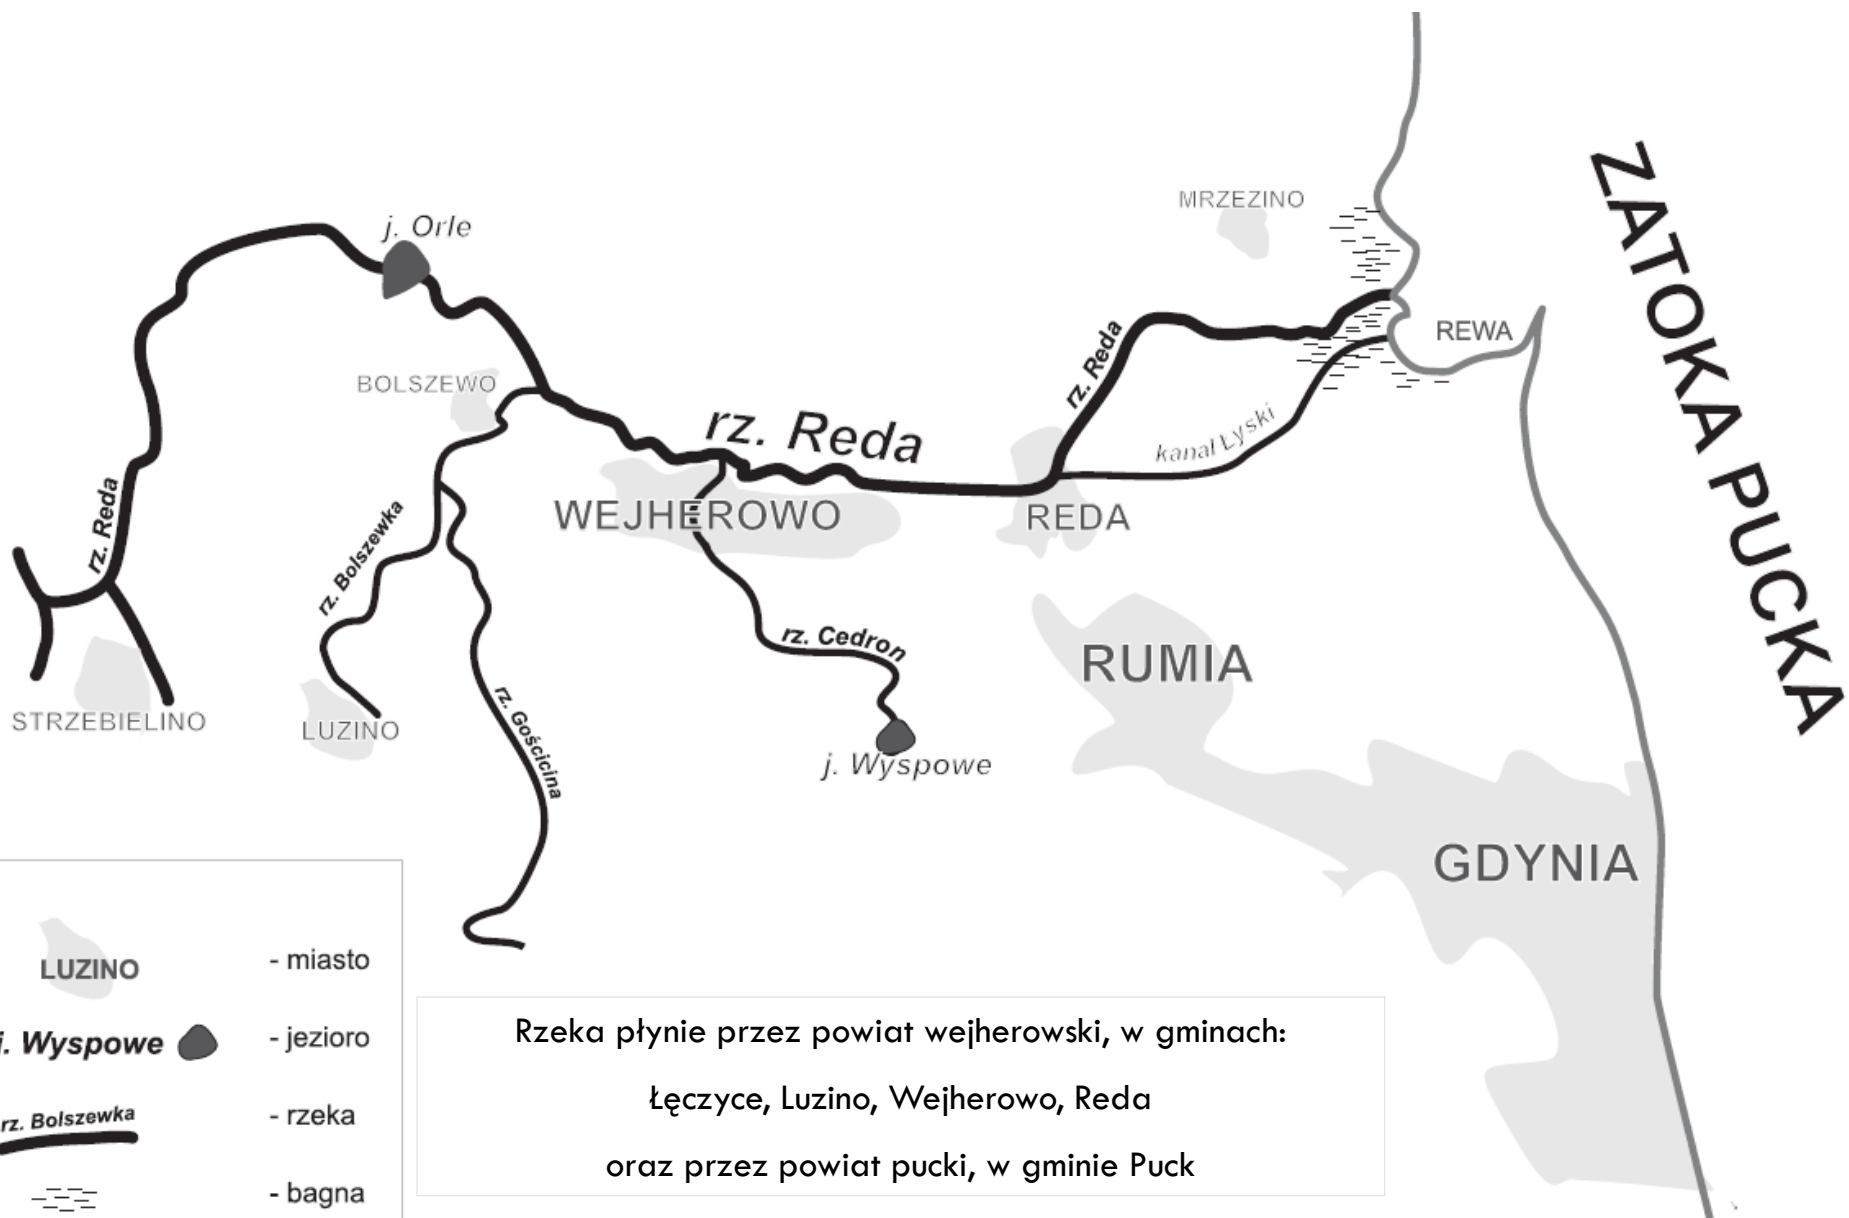 j. Orle
MRZEZINO
ZATOKA PUCKA
REWA
rz. Reda
BOLSZEWO
rz. Reda
kanał Łyski
rz. Reda
WEJHEROWO
REDA
rz. Bolszewka
rz. Cedron
RUMIA
STRZEBIELINO
LUZINO
rz. Gościcina
j. Wyspowe
GDYNIA
LUZINO - miasto
j. Wyspowe - jezioro
rz. Bolszewka - rzeka
- bagna
Rzeka płynie przez powiat wejherowski, w gminach:
Łęczyce, Luzino, Wejherowo, Reda
oraz przez powiat pucki, w gminie Puck